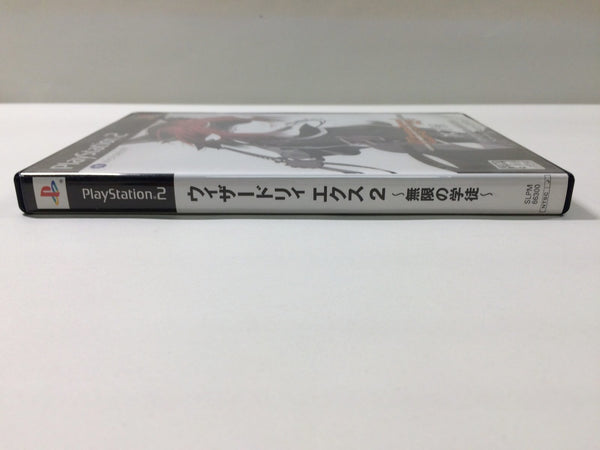 PlayStation 2
PlayStation.2
ウィザードリィ エクス2 ～無限の学徒～
SLPM
66300